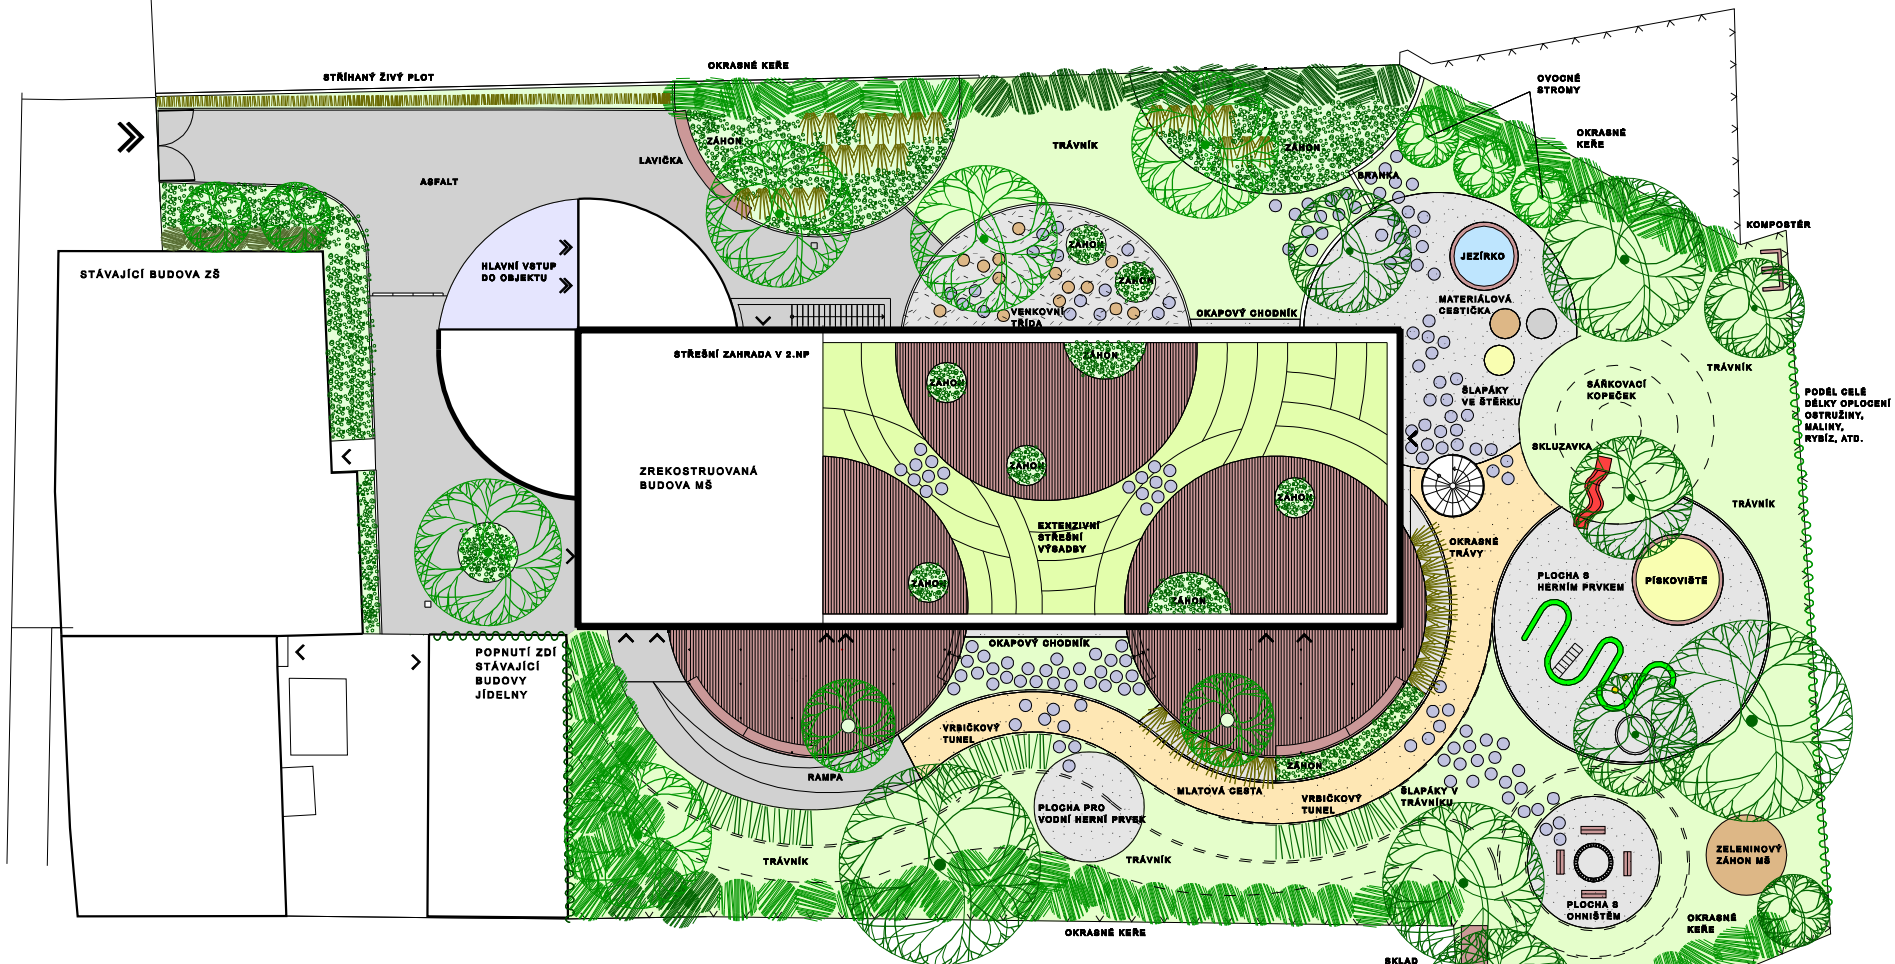 STŘÍHANÝ ŽIVÝ PLOT
OKRASNÉ KEŘE
OVOCNÉ
STROMY
OKRASNÉ
KEŘE
ZÁHON
LAVIČKA
TRÁVNÍK
ZÁHON
BRANKA
ASFALT
KOMPOSTÉR
HLAVNÍ VSTUP
DO OBJEKTU
STÁVAJÍCÍ BUDOVA ZŠ
ZÁHON
ZÁHON
JEZÍRKO
MATERIÁLOVÁ
CESTIČKA
VENKOVNÍ
TŘÍDA
OKAPOVÝ CHODNÍK
STŘEŠNÍ ZAHRADA V 2.NP
ZÁHON
ZÁHON
TRÁVNÍK
SÁŇKOVACÍ
KOPEČEK
ŠLAPÁKY
VE ŠTĚRKU
PODÉL CELÉ
DÉLKY OPLOCENÍ
OSTRUŽINY,
MALINY,
RYBÍZ, ATD.
SKLUZAVKA
ZREKOSTRUOVANÁ
BUDOVA MŠ
ZÁHON
ZÁHON
TRÁVNÍK
EXTENZIVNÍ
STŘEŠNÍ
VÝSADBY
OKRASNÉ
TRÁVY
PLOCHA S
HERNÍM PRVKEM
PÍSKOVIŠTĚ
ZÁHON
ZÁHON
OKAPOVÝ CHODNÍK
POPNUTÍ ZDÍ
STÁVAJÍCÍ
BUDOVY
JÍDELNY
VRBIČKOVÝ
TUNEL
RAMPA
ZÁHON
MLATOVÁ CESTA
VRBIČKOVÝ
TUNEL
ŠLAPÁKY V
TRÁVNÍKU
PLOCHA PRO
VODNÍ HERNÍ PRVEK
TRÁVNÍK
TRÁVNÍK
ZELENINOVÝ
ZÁHON MŠ
PLOCHA S
OHNIŠTĚM
OKRASNÉ
KEŘE
OKRASNÉ KEŘE
SKLAD